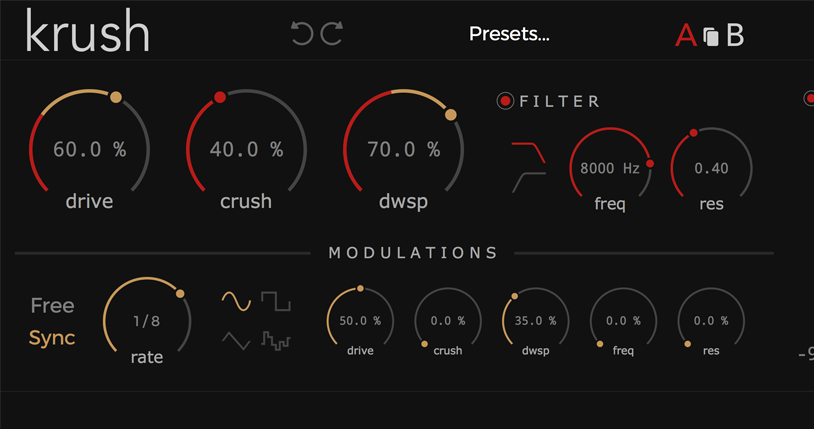 krush
Presets...
A B
FILTER
60.0 %
40.0 %
70.0 %
8000 Hz
0.40
drive
crush
dwsp
freq
res
MODULATIONS
Free
Sync
1/8
rate
50.0 %
0.0 %
35.0 %
0.0 %
0.0 %
drive
crush
dwsp
freq
res